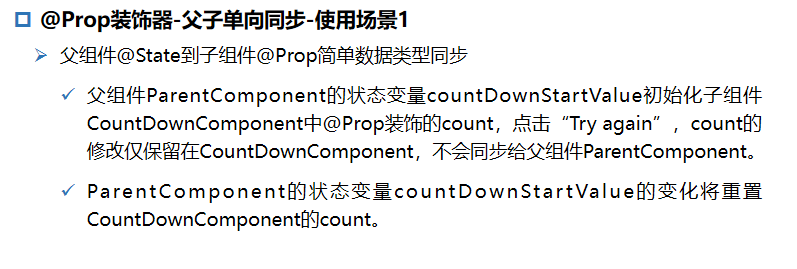 @Prop装饰器-父子单向同步-使用场景1
父组件@State到子组件@Prop简单数据类型同步
父组件ParentComponent的状态变量countDownStartValue初始化子组件
CountDownComponent中@Prop装饰的count，点击“Try again”，count的
修改仅保留在CountDownComponent，不会同步给父组件ParentComponent。
ParentComponent的状态变量countDownStartValue的变化将重置
CountDownComponent的count。